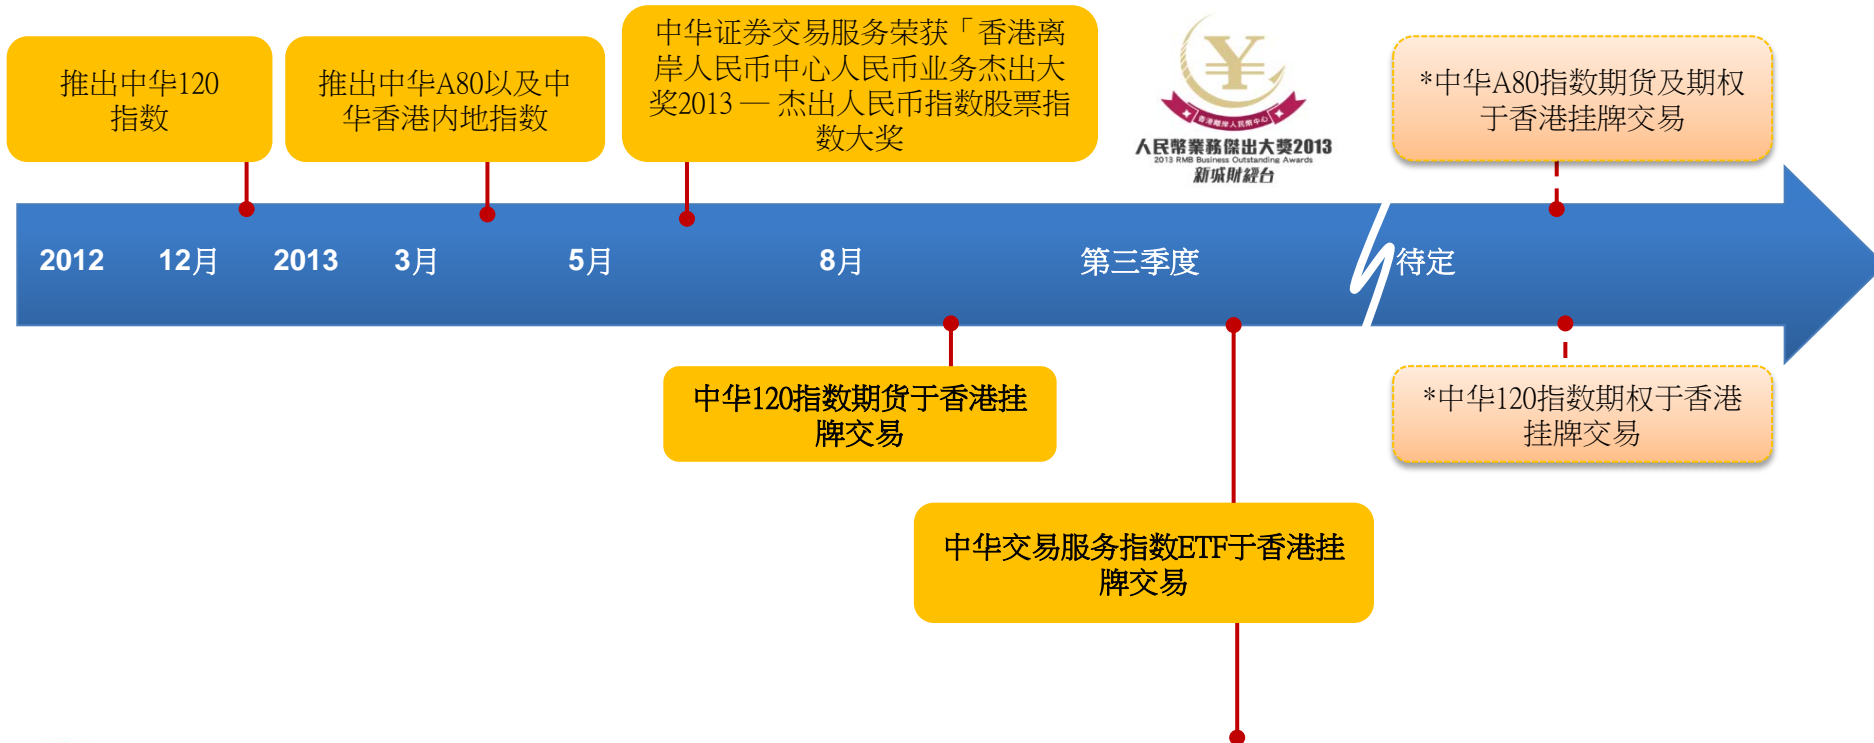 推出中华120
指数
推出中华A80以及中
华香港内地指数
中华证券交易服务荣获「香港离
岸人民币中心人民币业务杰出大
奖2013 — 杰出人民币指数股票指
数大奖
香港離岸人民幣中心
人民幣業務傑出大獎2013
2013 RMB Business Outstanding Awards
新城財經台
*中华A80指数期货及期权
于香港挂牌交易
2012 12月 2013 3月 5月 8月 第三季度 待定
中华120指数期货于香港挂
牌交易
*中华120指数期权于香港
挂牌交易
中华交易服务指数ETF于香港挂
牌交易